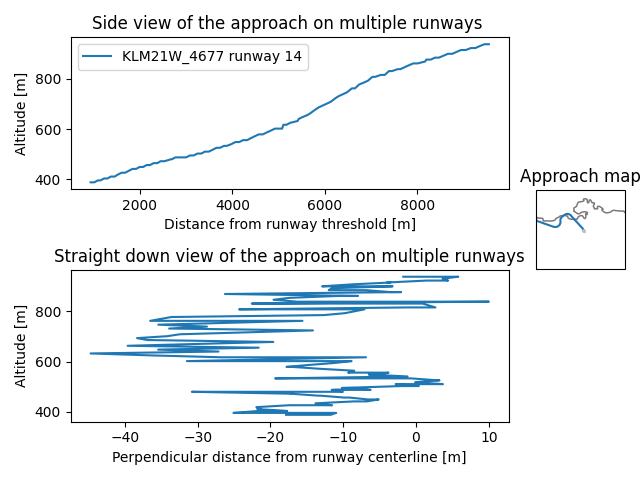 Side view of the approach on multiple runways
KLM21W_4677 runway 14
Altitude [m]
800
600
400
2000 4000 6000 8000
Distance from runway threshold [m]
Approach map
Straight down view of the approach on multiple runways
Altitude [m]
800
600
400
−40 −30 −20 −10 0 10
Perpendicular distance from runway centerline [m]